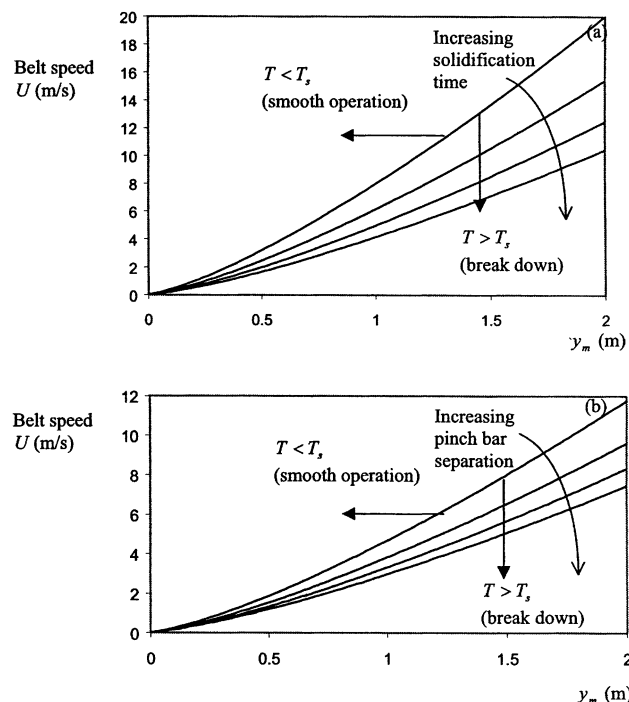 20
18
16
14
12
10
8
6
4
2
0
Belt speed
U (m/s)
T < Tₛ
(smooth operation)
Increasing
solidification
time
(a)
T > Tₛ
(break down)
0
0.5
1
1.5
2
yₘ (m)
12
10
8
6
4
2
0
Belt speed
U (m/s)
T < Tₛ
(smooth operation)
Increasing
pinch bar
separation
(b)
T > Tₛ
(break down)
0
0.5
1
1.5
2
yₘ (m)